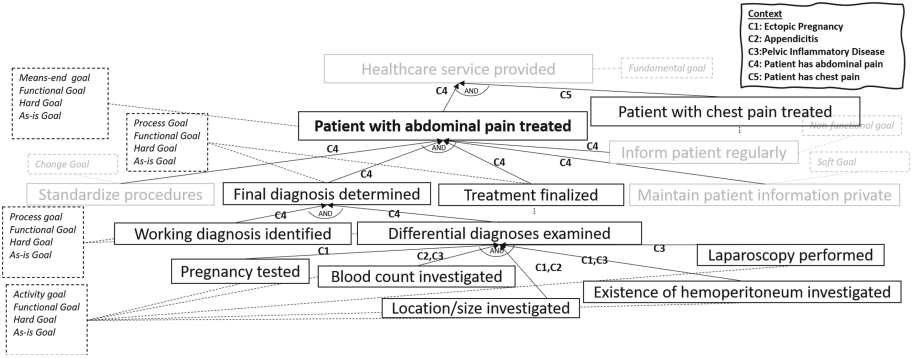 Context
C1: Ectopic Pregnancy
C2: Appendicitis
C3:Pelvic Inflammatory Disease
C4: Patient has abdominal pain
C5: Patient has chest pain
Healthcare service provided
Fundamental goal
Means-end goal
Functional Goal
Hard Goal
As-is Goal
C4
AND
C5
Patient with chest pain treated
Process Goal
Functional Goal
Hard Goal
As-is Goal
Patient with abdominal pain treated
Non-functional goal
AND
C4
C4
C4
C4
C4
Inform patient regularly
Change Goal
Soft Goal
Standardize procedures
Final diagnosis determined
Treatment finalized
Maintain patient information private
Process goal
Functional Goal
Hard Goal
As-is Goal
C4
AND
C4
Working diagnosis identified
Differential diagnoses examined
C1
C2,C3
AND
C1,C2
C1,C3
C3
Laparoscopy performed
Pregnancy tested
Blood count investigated
Location/size investigated
Existence of hemoperitoneum investigated
Activity goal
Functional Goal
Hard Goal
As-is Goal